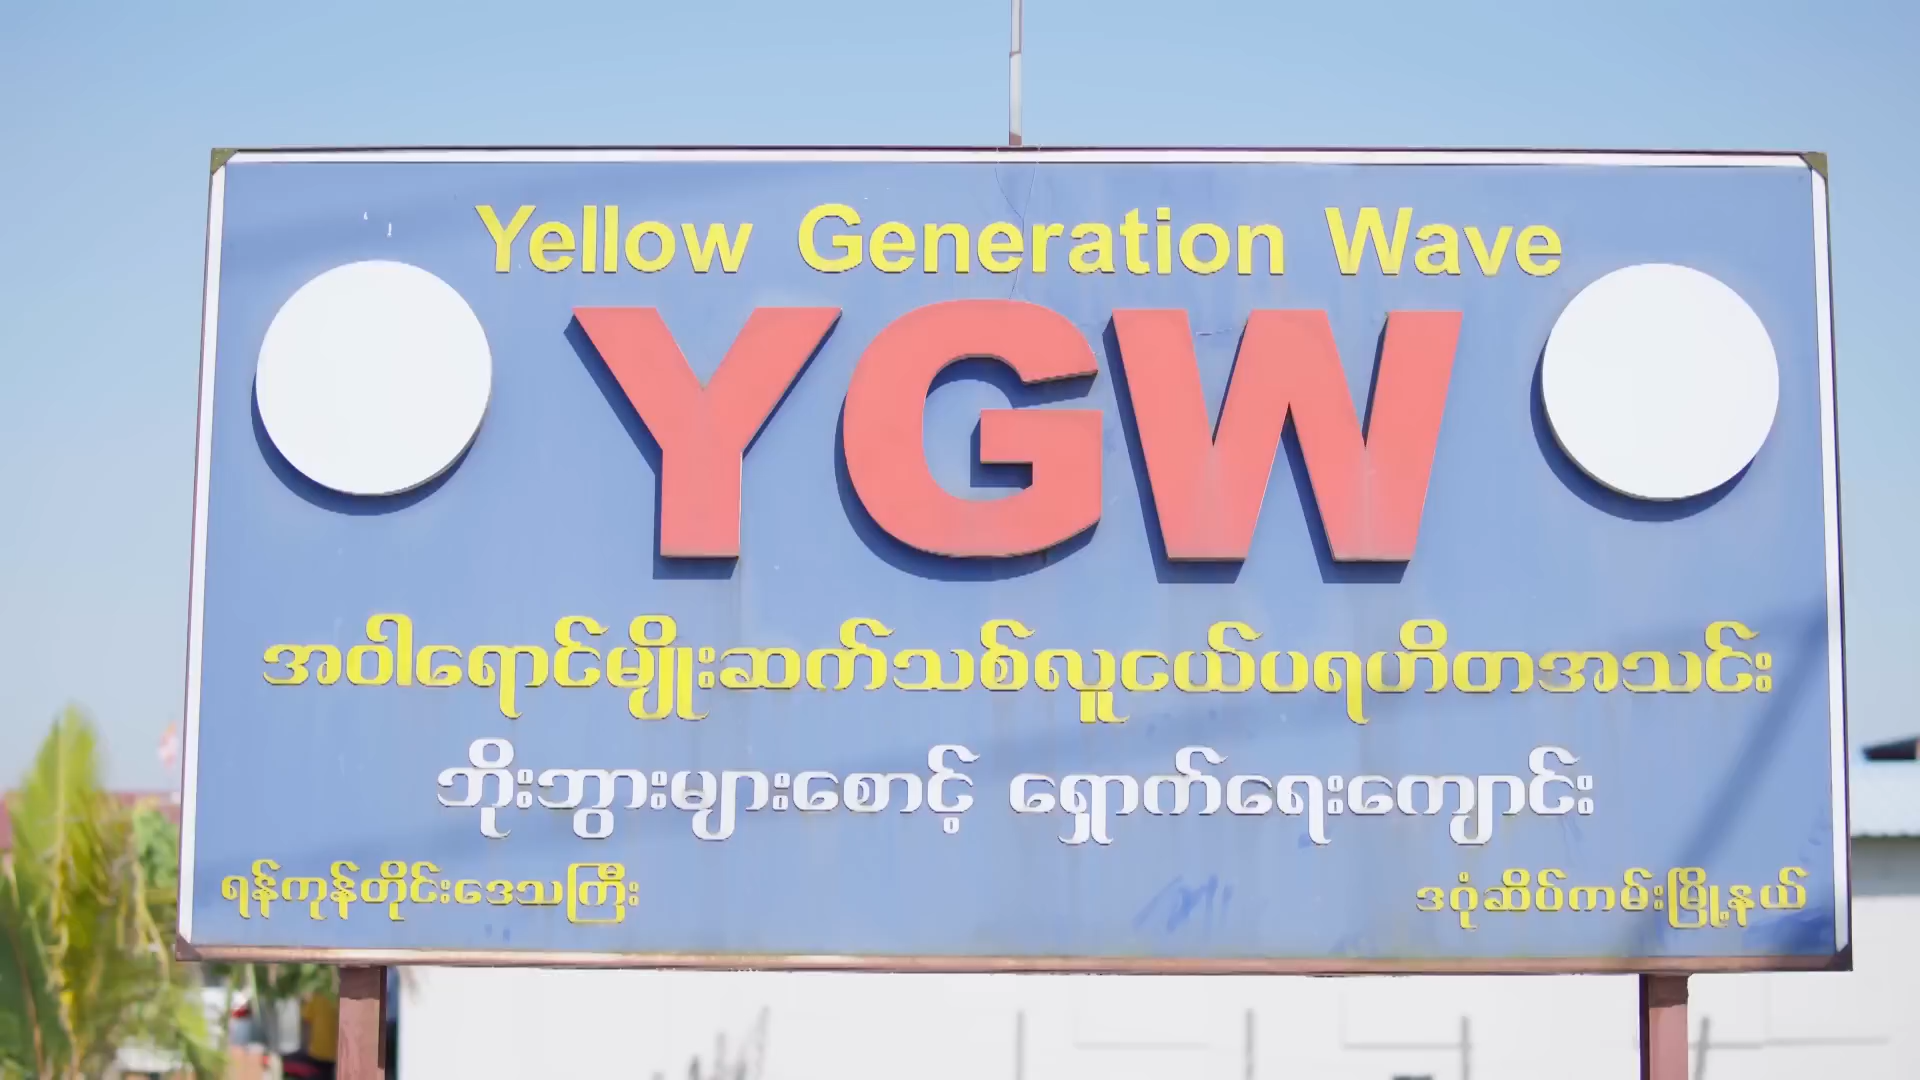 Yellow Generation Wave
YGW
အဝါရောင်မျိုးဆက်သစ်လူငယ်ပရဟိတအသင်း
ဘိုးဘွားများစောင့် ရှောက်ရေးကျောင်း
ရန်ကုန်တိုင်းဒေသကြီး
ဒဂုံဆိပ်ကမ်းမြို့နယ်